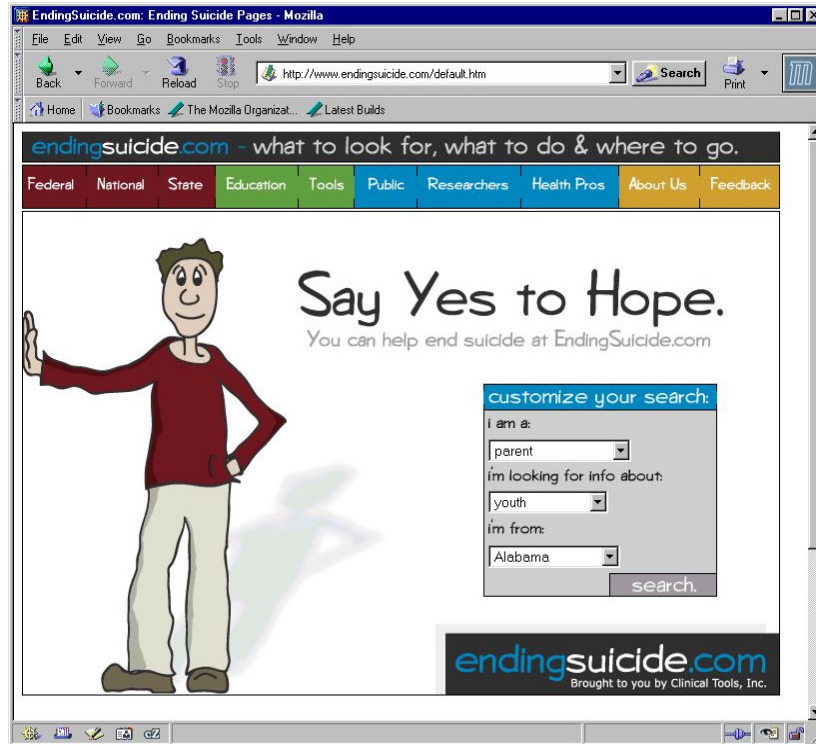 EndingSuicide.com: Ending Suicide Pages - Mozilla
File Edit View Go Bookmarks Tools Window Help
Back Forward Reload Stop http://www.endingsuicide.com/default.htm Search Print
Home Bookmarks The Mozilla Organizat... Latest Builds
endingsuicide.com - what to look for, what to do & where to go.
Federal National State Education Tools Public Researchers Health Pros About Us Feedback
Say Yes to Hope.
You can help end suicide at EndingSuicide.com
customize your search:
i am a:
parent
i'm looking for info about:
youth
i'm from:
Alabama
search.
endingsuicide.com
Brought to you by Clinical Tools, Inc.